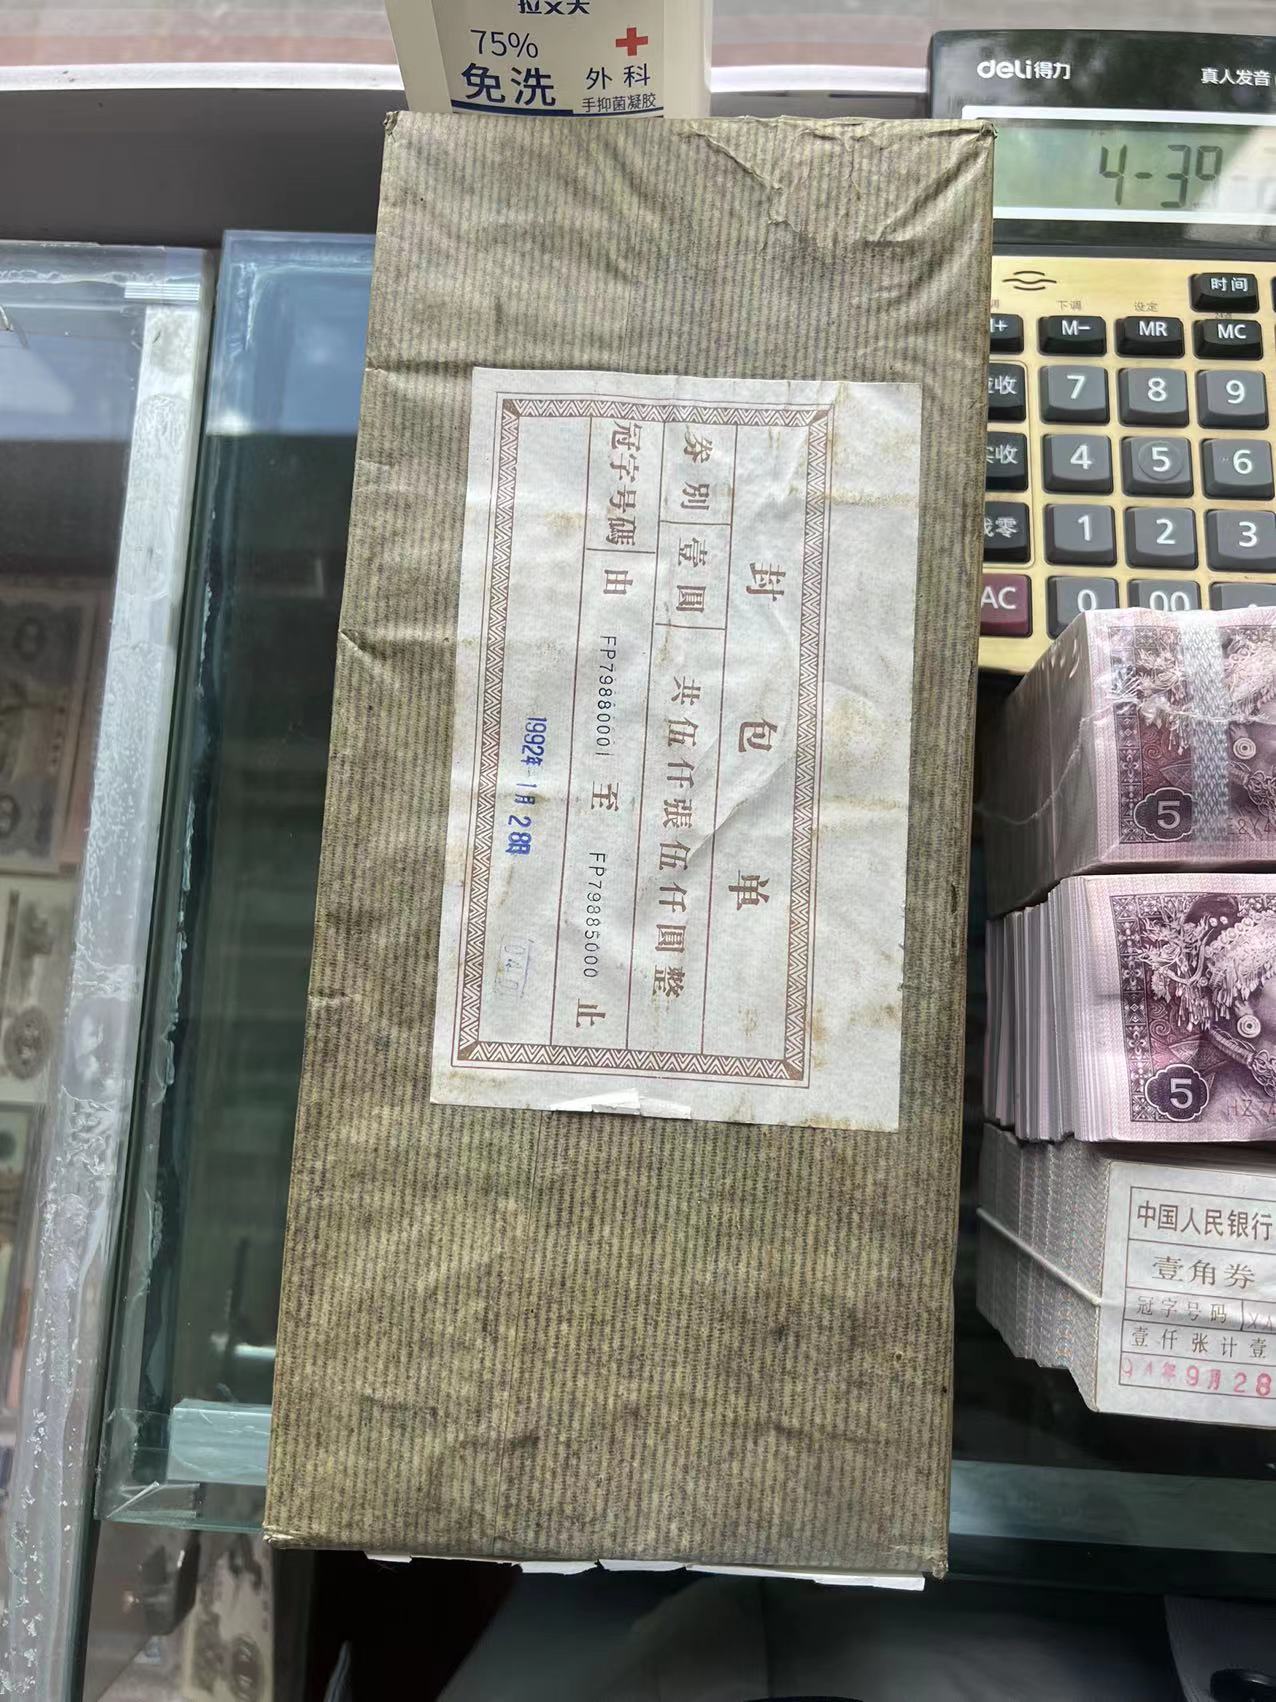 75%
免洗
外科
手抑菌凝胶
deli得力
真人发音
4-30
时间
下调
设定
M-
MR
MC
7
8
9
4
5
6
1
2
3
AC
0
00
封包单
券别 壹圆 共伍仟張伍仟圆整
冠字号碼 由 FP79880001 至 FP79885000 止
1992年 1月 28日
5
5
中国人民银行
壹角券
冠字号码
壹仟张计壹
94年9月28